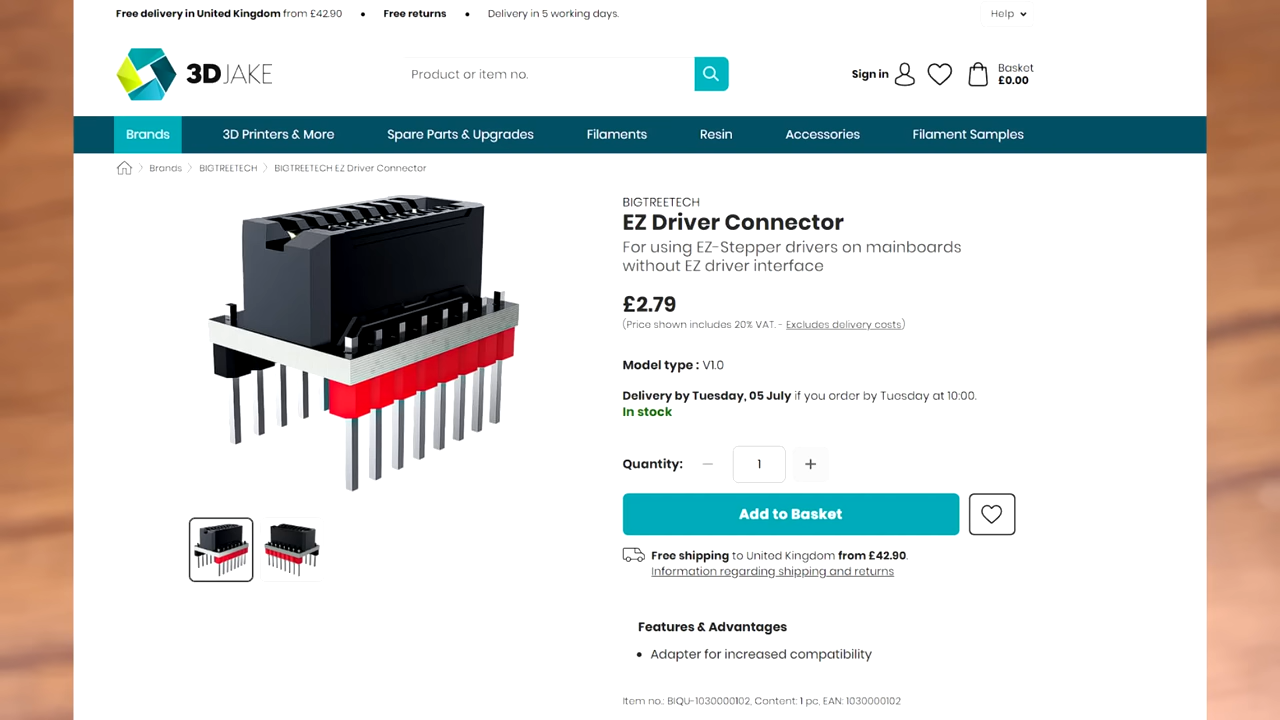 Free delivery in United Kingdom from £42.90 • Free returns • Delivery in 5 working days.
Help
3DJAKE
Product or item no.
Sign in
Basket
£0.00
Brands
3D Printers & More
Spare Parts & Upgrades
Filaments
Resin
Accessories
Filament Samples
Brands
BIGTREETECH
BIGTREETECH EZ Driver Connector
BIGTREETECH
EZ Driver Connector
For using EZ-Stepper drivers on mainboards
without EZ driver interface
£2.79
(Price shown includes 20% VAT. - Excludes delivery costs)
Model type : V1.0
Delivery by Tuesday, 05 July if you order by Tuesday at 10:00.
In stock
Quantity: − 1 +
Add to Basket
Free shipping to United Kingdom from £42.90.
Information regarding shipping and returns
Features & Advantages
• Adapter for increased compatibility
Item no.: BIQU-1030000102, Content: 1 pc, EAN: 1030000102